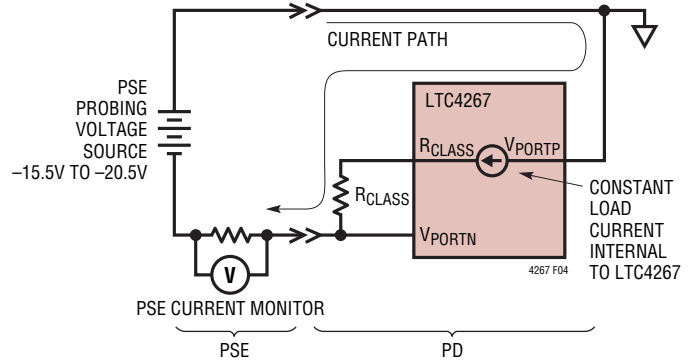 CURRENT PATH
PSE
PROBING
VOLTAGE
SOURCE
–15.5V TO –20.5V
LTC4267
RCLASS
VPORTP
RCLASS
VPORTN
CONSTANT
LOAD
CURRENT
INTERNAL
TO LTC4267
4267 F04
V
PSE CURRENT MONITOR
PSE
PD